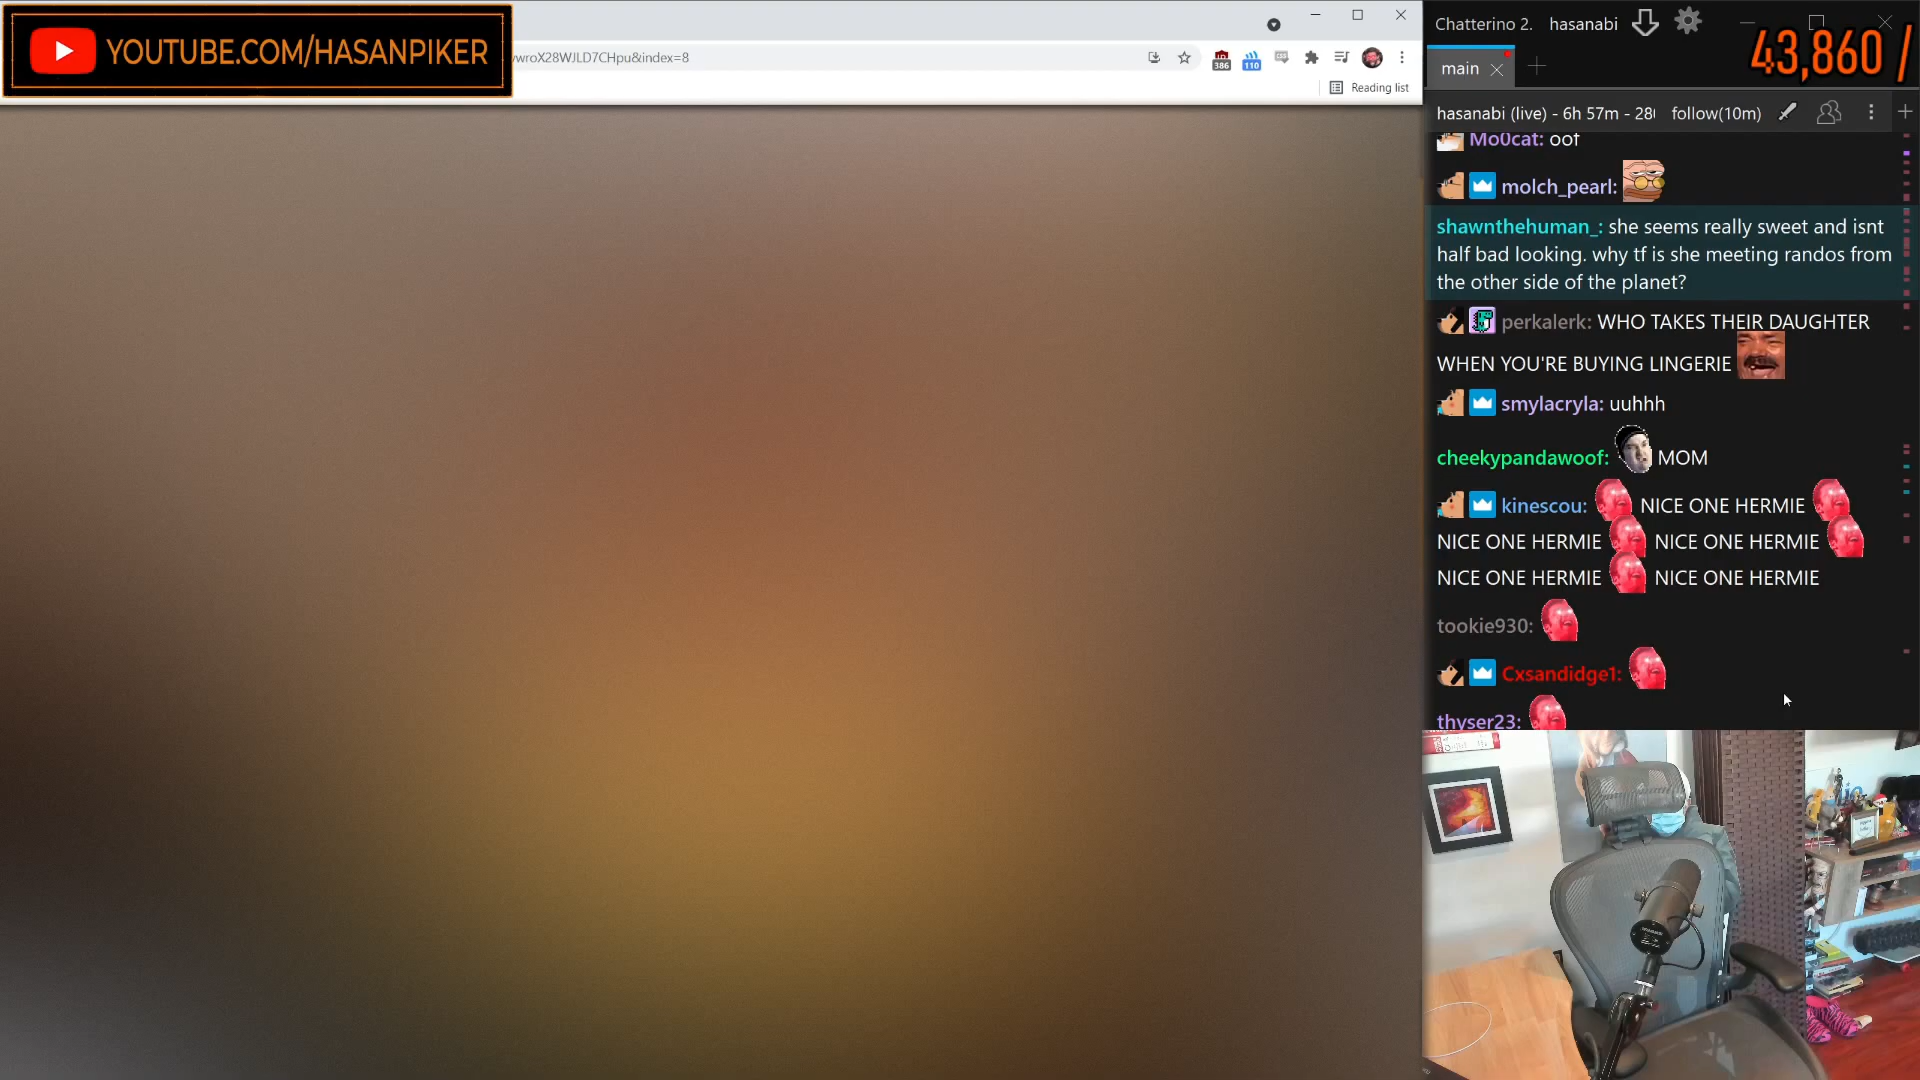 YOUTUBE.COM/HASANPIKER
wroX28WJLD7CHpu&index=8
386
110
Reading list
Chatterino 2.
hasanabi
43,860 /
main
hasanabi (live) - 6h 57m - 28
follow(10m)
Mo0cat: oof
molch_pearl:
shawnthehuman_: she seems really sweet and isnt
half bad looking. why tf is she meeting randos from
the other side of the planet?
perkalerk: WHO TAKES THEIR DAUGHTER
WHEN YOU'RE BUYING LINGERIE
smylacryla: uuhhh
cheekypandawoof: MOM
kinescou: NICE ONE HERMIE
NICE ONE HERMIE NICE ONE HERMIE
NICE ONE HERMIE NICE ONE HERMIE
tookie930:
Cxsandidge1:
thyser23: